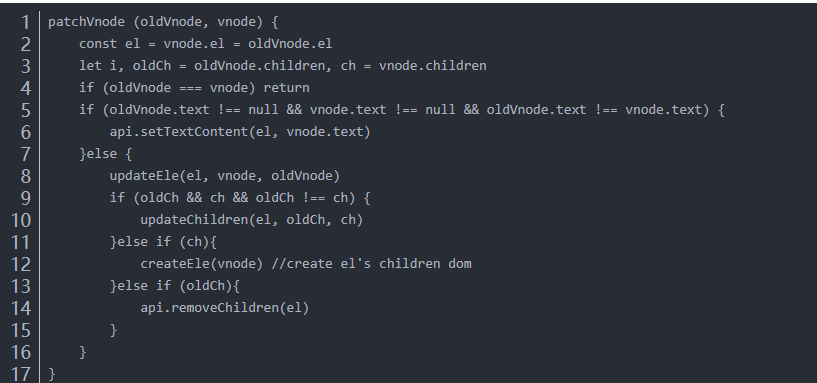 1 patchVnode (oldVnode, vnode) {
2     const el = vnode.el = oldVnode.el
3     let i, oldCh = oldVnode.children, ch = vnode.children
4     if (oldVnode === vnode) return
5     if (oldVnode.text !== null && vnode.text !== null && oldVnode.text !== vnode.text) {
6         api.setTextContent(el, vnode.text)
7     }else {
8         updateEle(el, vnode, oldVnode)
9         if (oldCh && ch && oldCh !== ch) {
10             updateChildren(el, oldCh, ch)
11         }else if (ch){
12             createEle(vnode) //create el's children dom
13         }else if (oldCh){
14             api.removeChildren(el)
15         }
16     }
17 }